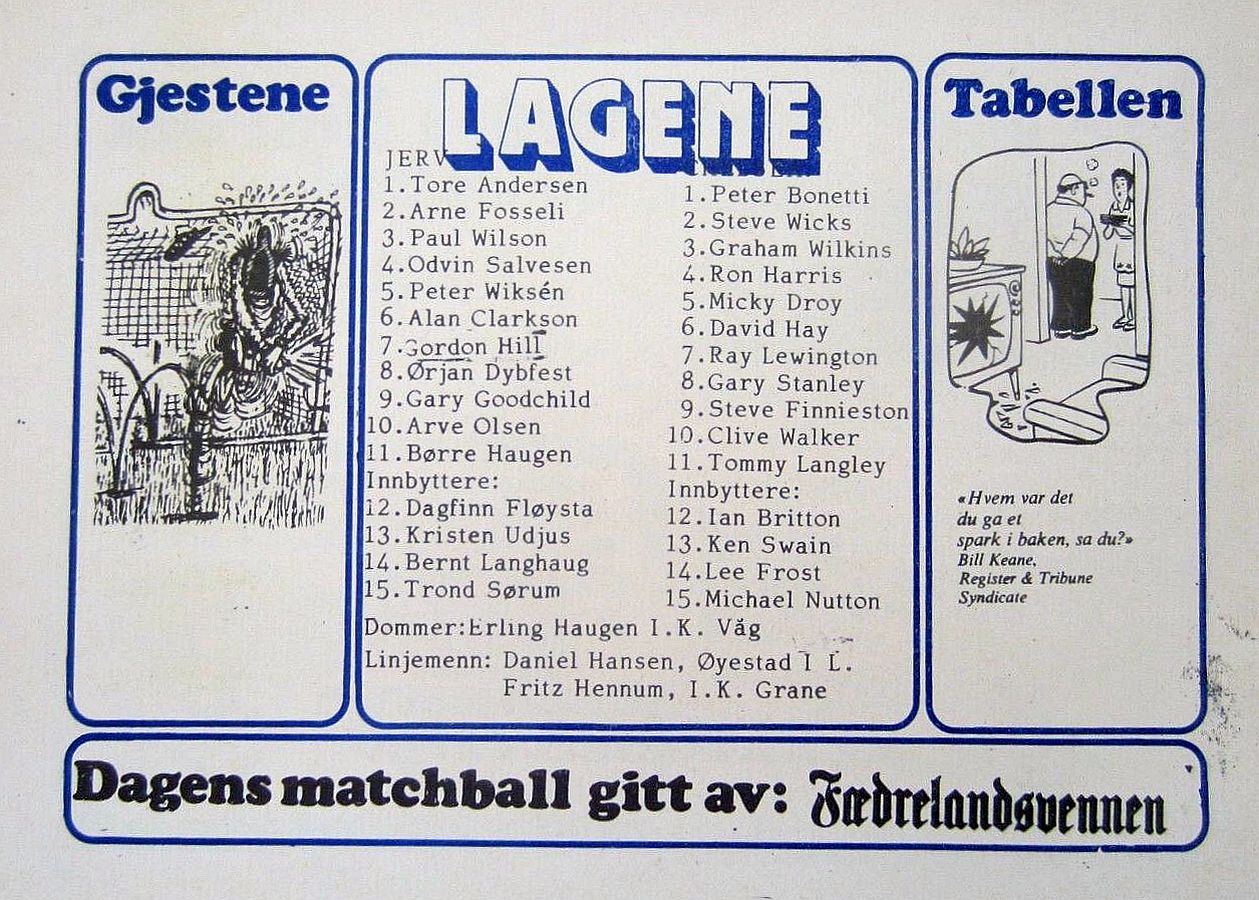 Gjestene
LAGENE
JERV
1.Tore Andersen
2.Arne Fosseli
3.Paul Wilson
4.Odvin Salvesen
5.Peter Wiksén
6.Alan Clarkson
7.Gordon Hill
8.Ørjan Dybfest
9.Gary Goodchild
10.Arve Olsen
11.Børre Haugen
Innbyttere:
12.Dagfinn Fløysta
13.Kristen Udjus
14.Bernt Langhaug
15.Trond Sørum
1.Peter Bonetti
2.Steve Wicks
3.Graham Wilkins
4.Ron Harris
5.Micky Droy
6.David Hay
7.Ray Lewington
8.Gary Stanley
9.Steve Finnieston
10.Clive Walker
11.Tommy Langley
Innbyttere:
12.Ian Britton
13.Ken Swain
14.Lee Frost
15.Michael Nutton
Dommer:Erling Haugen I.K. Våg
Linjemenn: Daniel Hansen, Øyestad I L.
Fritz Hennum, I.K. Grane
Tabellen
«Hvem var det
du ga et
spark i baken, sa du?»
Bill Keane,
Register & Tribune
Syndicate
Dagens matchball gitt av: Fædrelandsvennen